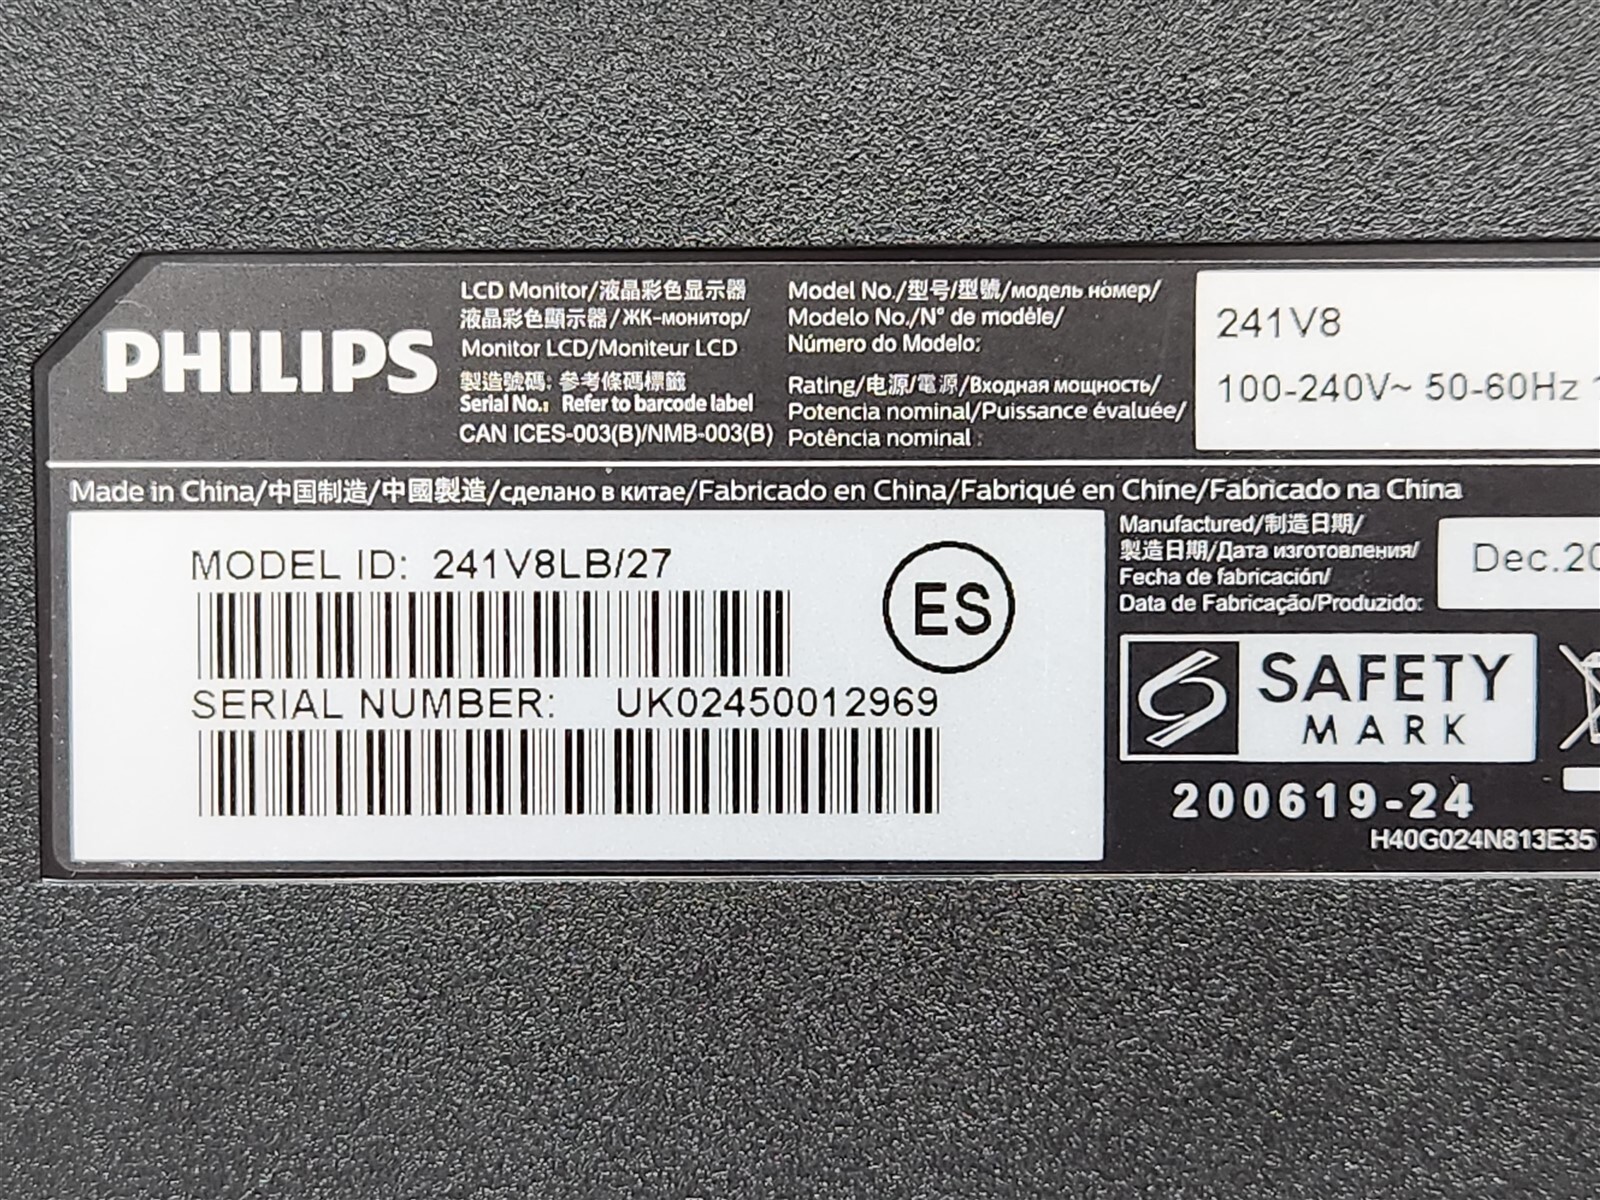 PHILIPS
LCD Monitor/液晶彩色显示器
液晶彩色顯示器/ЖК-монитор/
Monitor LCD/Moniteur LCD
製造號碼: 參考條碼標籤
Serial No.: Refer to barcode label
CAN ICES-003(B)/NMB-003(B)
Model No./型号/型號/модель номер/
Modelo No./N° de modèle/
Número do Modelo:
Rating/电源/電源/Входная мощность/
Potencia nominal/Puissance évaluée/
Potência nominal :
241V8
100-240V~ 50-60Hz
Made in China/中国制造/中國製造/сделано в китае/Fabricado en China/Fabriqué en Chine/Fabricado na China
MODEL ID: 241V8LB/27
ES
SERIAL NUMBER: UK02450012969
Manufactured/制造日期/
製造日期/Дата изготовления/
Fecha de fabricación/
Data de Fabricação/Produzido:
Dec.20
SAFETY
MARK
200619-24
H40G024N813E35